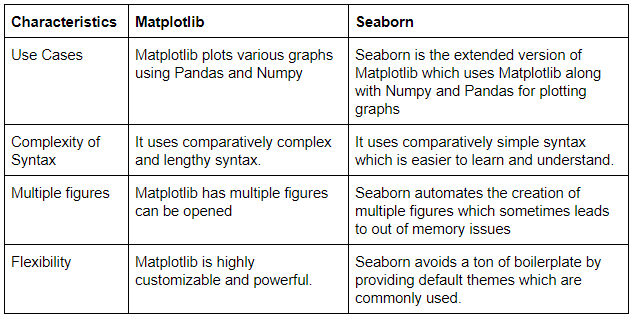 Characteristics Matplotlib Seaborn
Use Cases Matplotlib plots various graphs Seaborn is the extended version of
using Pandas and Numpy Matplotlib which uses Matplotlib along
with Numpy and Pandas for plotting
graphs
Complexity of It uses comparatively complex It uses comparatively simple syntax
Syntax and lengthy syntax. which is easier to learn and understand.
Multiple figures Matplotlib has multiple figures Seaborn automates the creation of
can be opened multiple figures which sometimes leads
to out of memory issues
Flexibility Matplotlib is highly Seaborn avoids a ton of boilerplate by
customizable and powerful. providing default themes which are
commonly used.